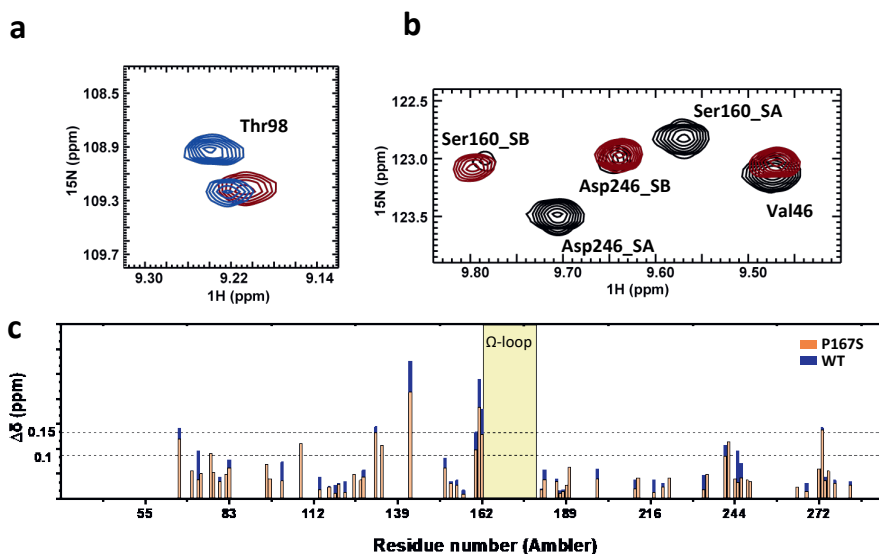 a
108.5
108.9
109.3
109.7
15N (ppm)
Thr98
9.30 9.22 9.14
1H (ppm)
b
122.5
123.0
123.5
15N (ppm)
Ser160_SA
Ser160_SB
Asp246_SB
Val46
Asp246_SA
9.80 9.70 9.60 9.50
1H (ppm)
c
Ω-loop
P167S
WT
Δδ (ppm)
0.15
0.1
55 83 112 139 162 189 216 244 272
Residue number (Ambler)